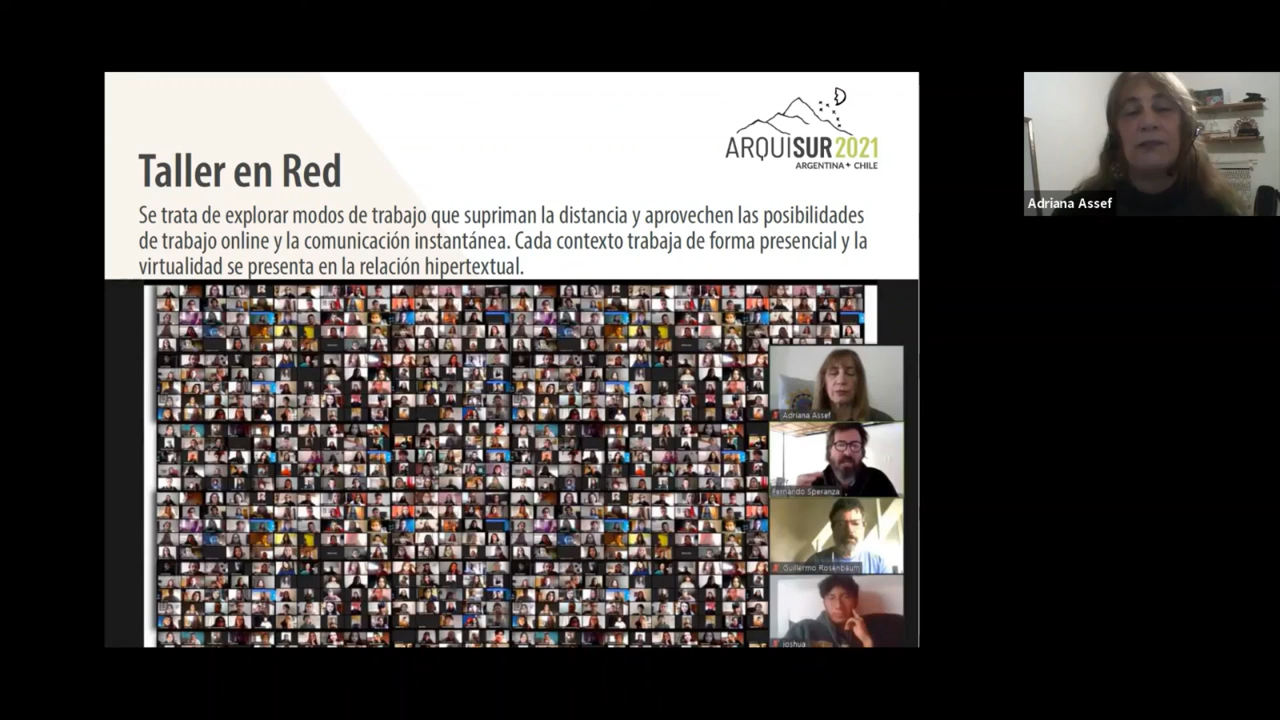 ARQUISUR 2021
ARGENTINA + CHILE
Taller en Red
Se trata de explorar modos de trabajo que supriman la distancia y aprovechen las posibilidades
de trabajo online y la comunicación instantánea. Cada contexto trabaja de forma presencial y la
virtualidad se presenta en la relación hipertextual.
Adriana Assef
Fernando Speranza
Guillermo Rosenbaum
joshua
Adriana Assef